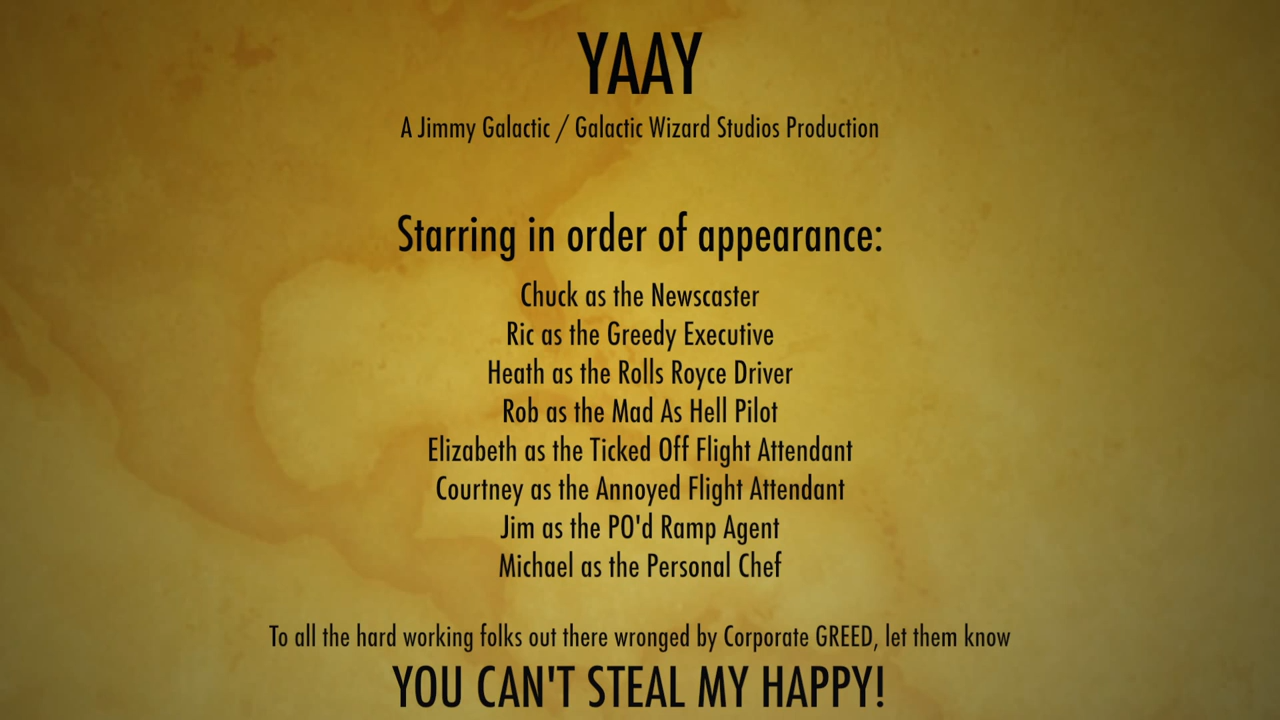 YAAY
A Jimmy Galactic / Galactic Wizard Studios Production
Starring in order of appearance:
Chuck as the Newscaster
Ric as the Greedy Executive
Heath as the Rolls Royce Driver
Rob as the Mad As Hell Pilot
Elizabeth as the Ticked Off Flight Attendant
Courtney as the Annoyed Flight Attendant
Jim as the PO'd Ramp Agent
Michael as the Personal Chef
To all the hard working folks out there wronged by Corporate GREED, let them know
YOU CAN'T STEAL MY HAPPY!